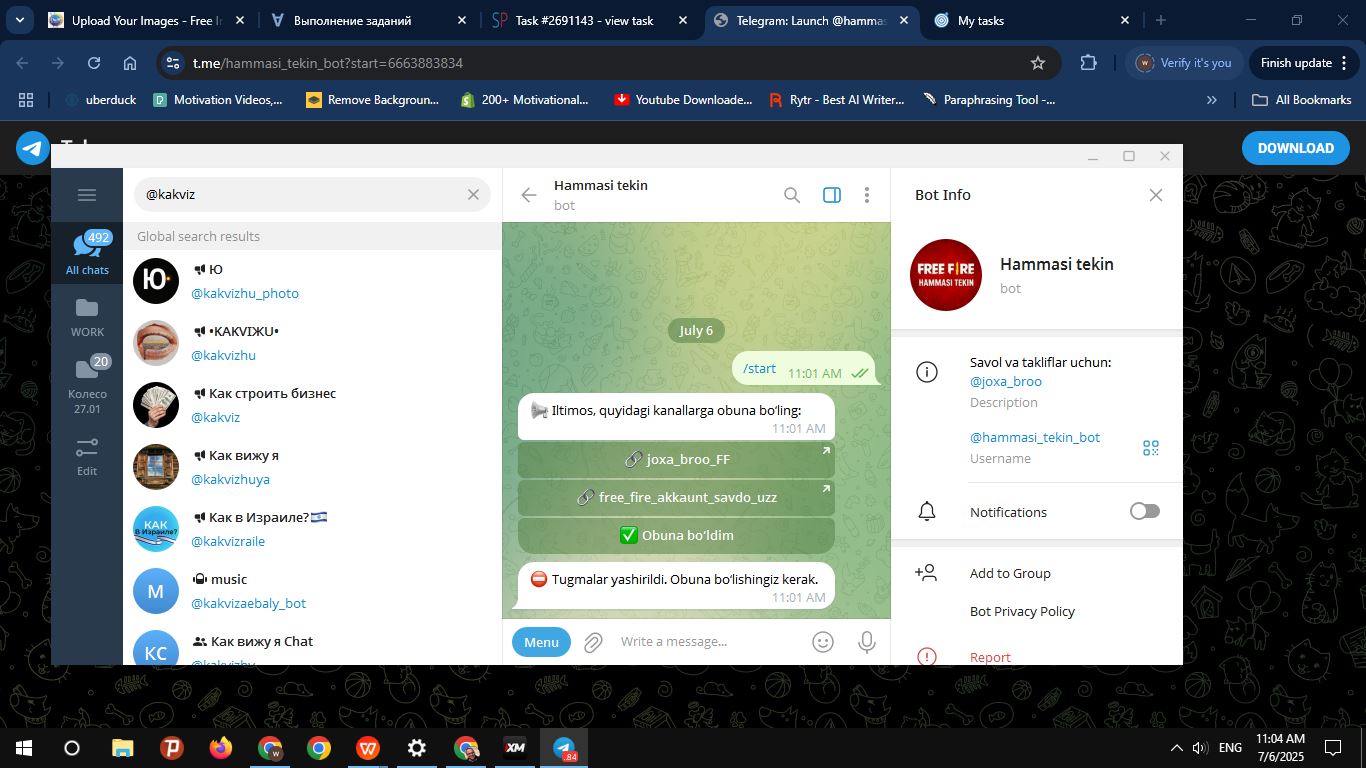 Upload Your Images - Free I
Выполнение заданий
Task #2691143 - view task
Telegram: Launch @hammas
My tasks
t.me/hammasi_tekin_bot?start=6663883834
Verify it's you
Finish update
uberduck
Motivation Videos,...
Remove Backgroun...
200+ Motivational...
Youtube Downloade...
Rytr - Best AI Writer...
Paraphrasing Tool -...
All Bookmarks
DOWNLOAD
@kakviz
Global search results
492
All chats
WORK
20
Колесо
27.01
Edit
Ю
Ю
@kakvizhu_photo
•KAKVIЖU•
@kakvizhu
Как строить бизнес
@kakviz
Как вижу я
@kakvizhuya
КАК
В Израиле?
Как в Израиле?🇮🇱
@kakvizraile
M
music
@kakvizaebaly_bot
КС
Как вижу я Chat
Hammasi tekin
bot
July 6
/start 11:01 AM
Iltimos, quyidagi kanallarga obuna bo‘ling:
11:01 AM
joxa_broo_FF
free_fire_akkaunt_savdo_uzz
✅ Obuna bo‘ldim
⛔ Tugmalar yashirildi. Obuna bo‘lishingiz kerak.
11:01 AM
Menu
Write a message...
Bot Info
FREE FIRE
HAMMASI TEKIN
Hammasi tekin
bot
Savol va takliflar uchun:
@joxa_broo
Description
@hammasi_tekin_bot
Username
Notifications
Add to Group
Bot Privacy Policy
Report
XM
.84
ENG
11:04 AM
7/6/2025